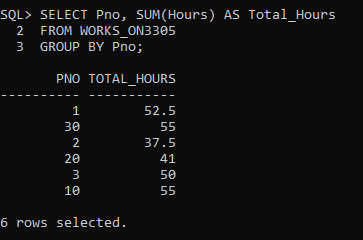 SQL> SELECT Pno, SUM(Hours) AS Total_Hours
  2  FROM WORKS_ON3305
  3  GROUP BY Pno;

       PNO TOTAL_HOURS
---------- -----------
         1        52.5
        30          55
         2        37.5
        20          41
         3          50
        10          55

6 rows selected.